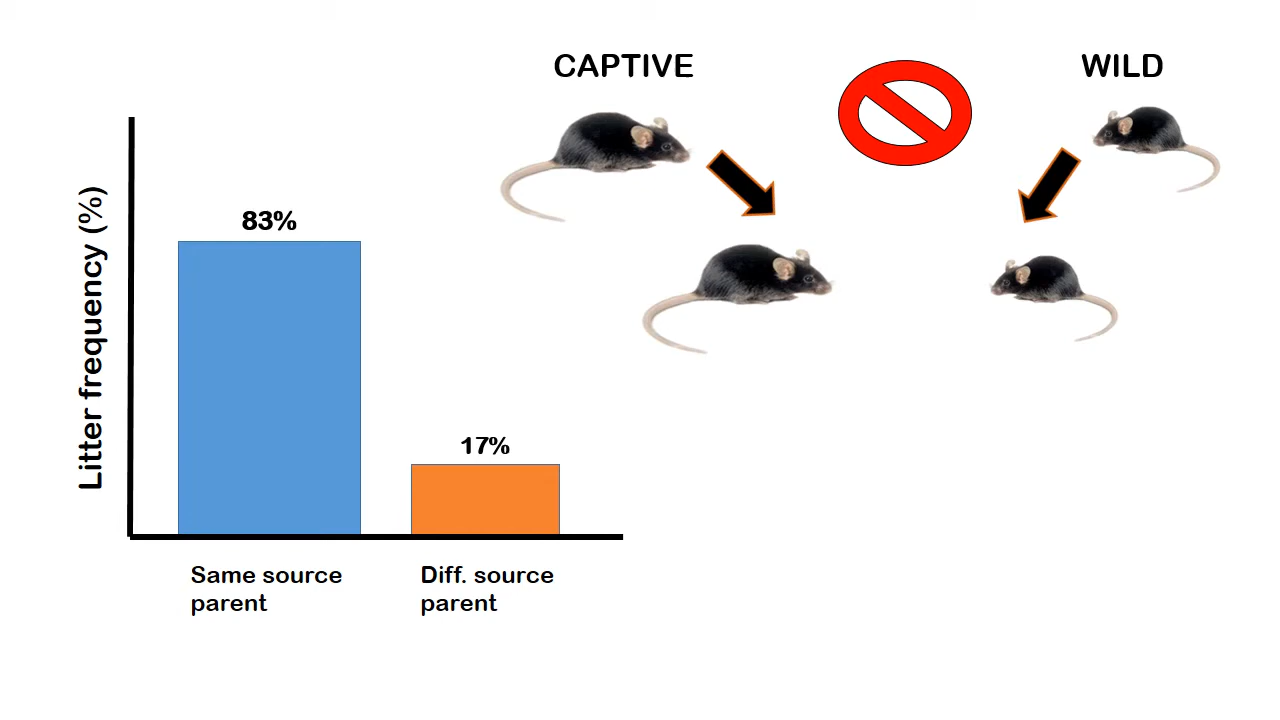 CAPTIVE
WILD
Litter frequency (%)
83%
17%
Same source
parent
Diff. source
parent